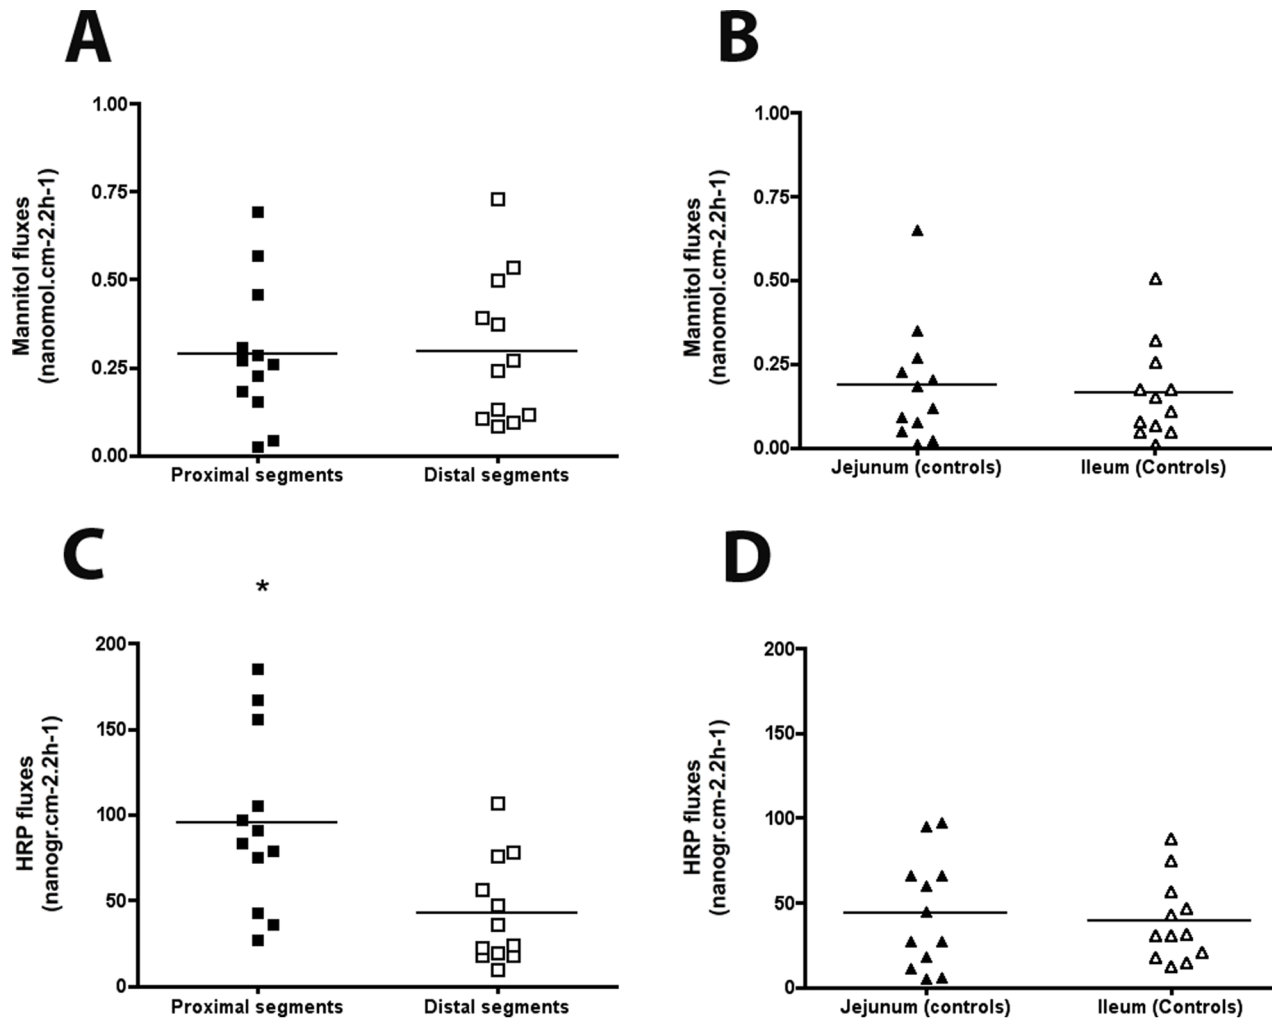 A
Mannitol fluxes
(nanomol.cm-2.2h-1)
1.00
0.75
0.50
0.25
0.00
Proximal segments
Distal segments
B
Mannitol fluxes
(nanomol.cm-2.2h-1)
1.00
0.75
0.50
0.25
0.00
Jejunum (controls)
Ileum (Controls)
C
*
HRP fluxes
(nanogr.cm-2.2h-1)
200
150
100
50
0
Proximal segments
Distal segments
D
HRP fluxes
(nanogr.cm-2.2h-1)
200
150
100
50
0
Jejunum (controls)
Ileum (Controls)